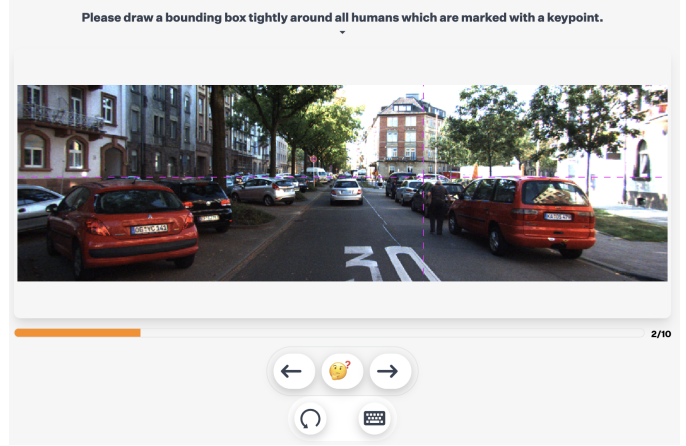 Please draw a bounding box tightly around all humans which are marked with a keypoint.
30
2/10